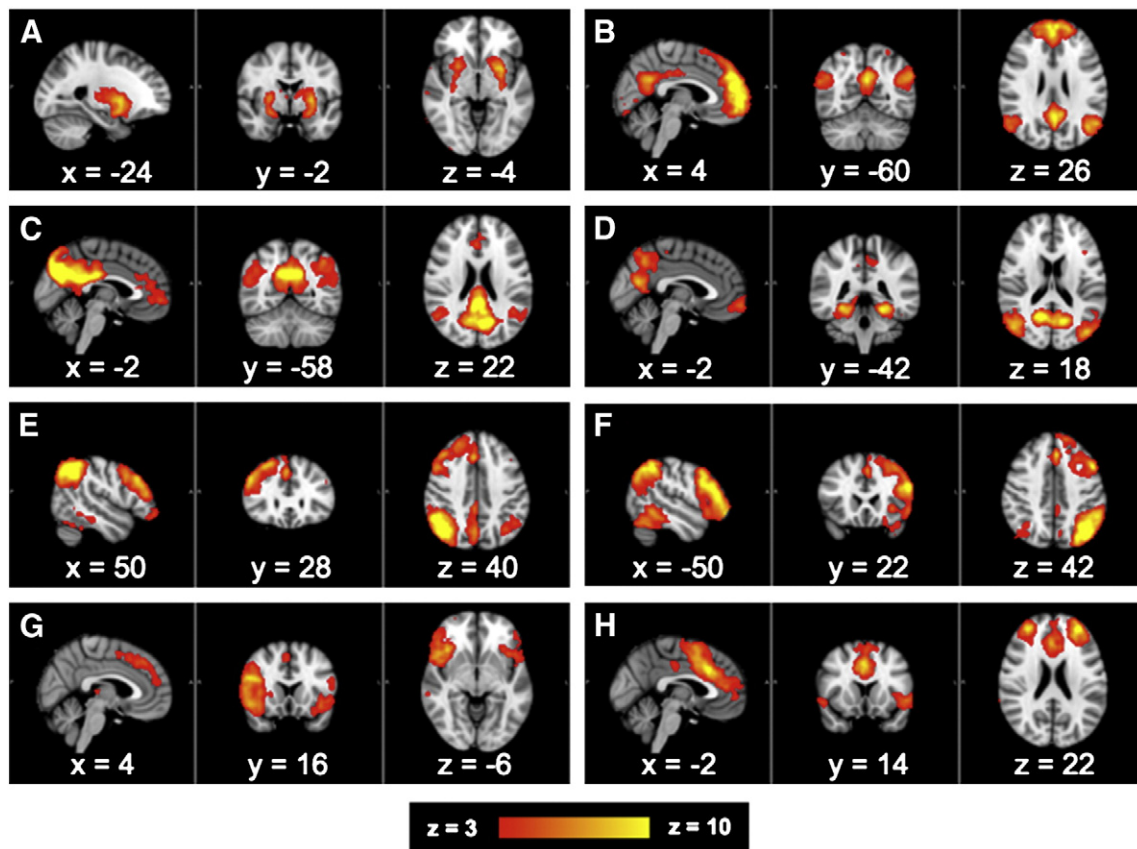 A
x = -24 y = -2 z = -4
B
x = 4 y = -60 z = 26
C
x = -2 y = -58 z = 22
D
x = -2 y = -42 z = 18
E
x = 50 y = 28 z = 40
F
x = -50 y = 22 z = 42
G
x = 4 y = 16 z = -6
H
x = -2 y = 14 z = 22
z = 3 z = 10